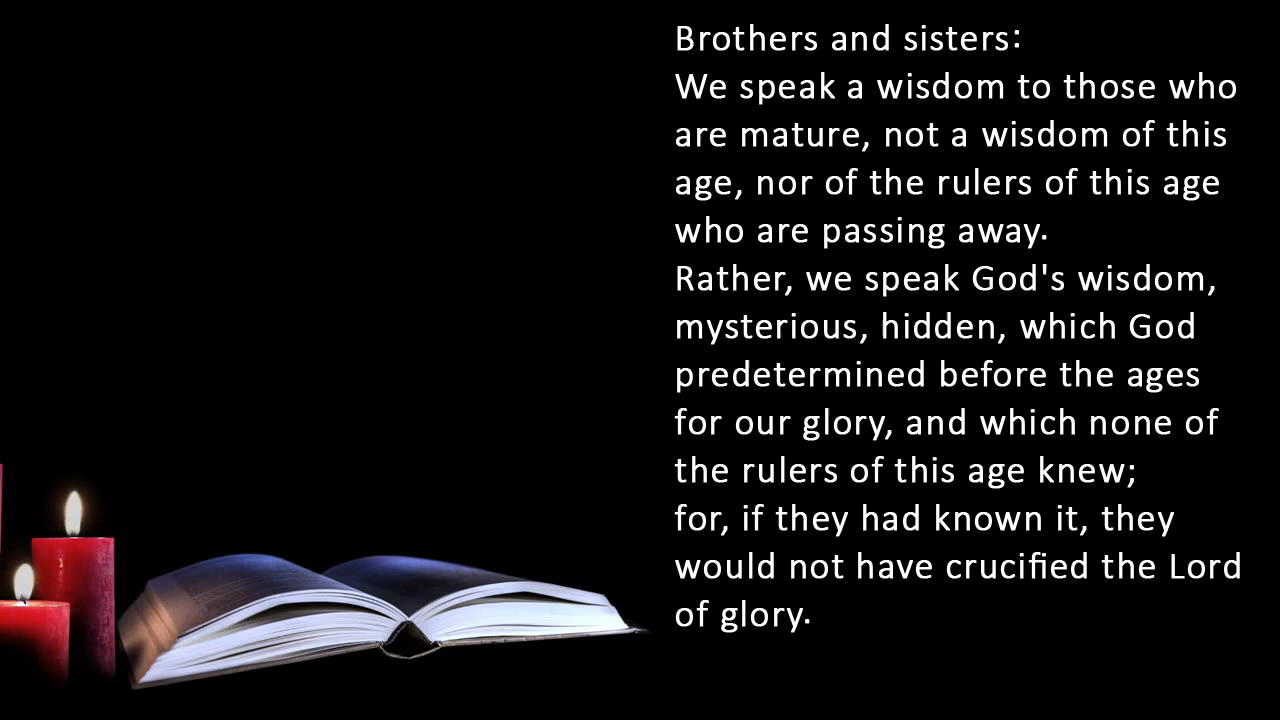 Brothers and sisters:
We speak a wisdom to those who
are mature, not a wisdom of this
age, nor of the rulers of this age
who are passing away.
Rather, we speak God's wisdom,
mysterious, hidden, which God
predetermined before the ages
for our glory, and which none of
the rulers of this age knew;
for, if they had known it, they
would not have crucified the Lord
of glory.